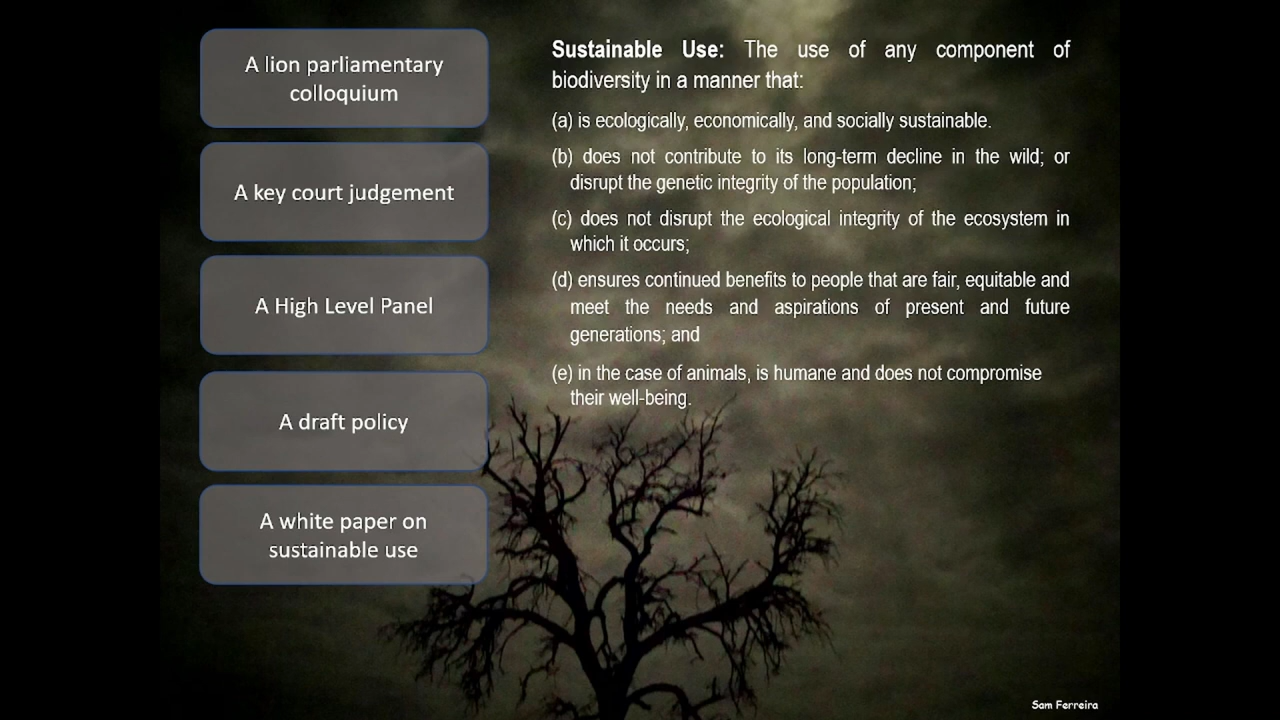 A lion parliamentary
colloquium
A key court judgement
A High Level Panel
A draft policy
A white paper on
sustainable use
Sustainable Use: The use of any component of
biodiversity in a manner that:
(a) is ecologically, economically, and socially sustainable.
(b) does not contribute to its long-term decline in the wild; or
disrupt the genetic integrity of the population;
(c) does not disrupt the ecological integrity of the ecosystem in
which it occurs;
(d) ensures continued benefits to people that are fair, equitable and
meet the needs and aspirations of present and future
generations; and
(e) in the case of animals, is humane and does not compromise
their well-being.
Sam Ferreira